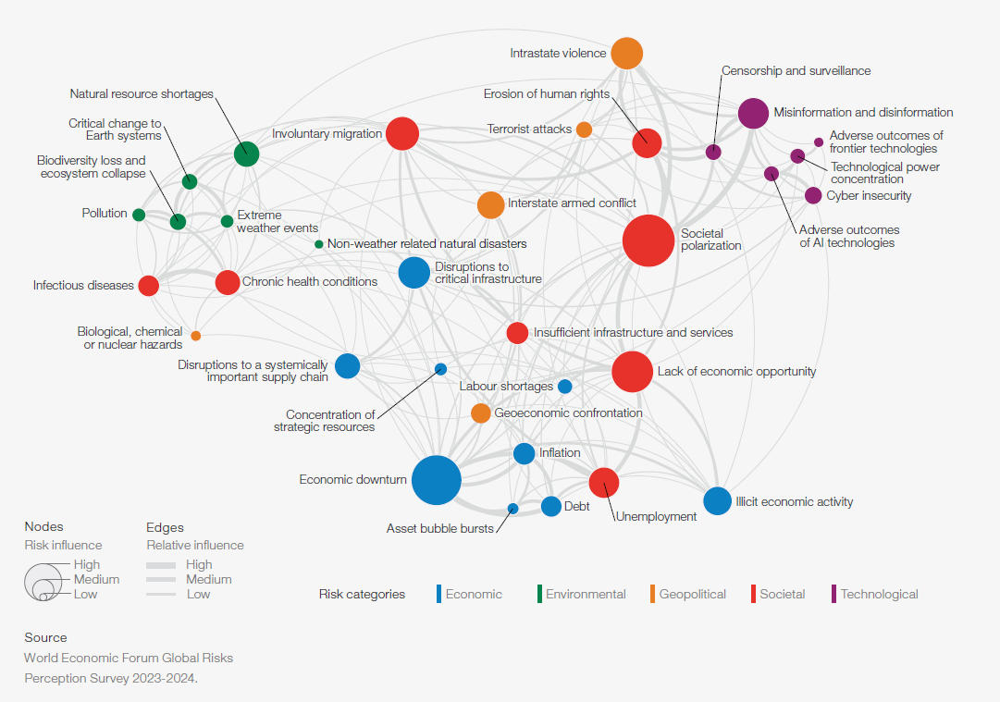 Intrastate violence
Censorship and surveillance
Natural resource shortages
Erosion of human rights
Misinformation and disinformation
Critical change to
Earth systems
Involuntary migration
Terrorist attacks
Adverse outcomes of
frontier technologies
Biodiversity loss and
ecosystem collapse
Technological power
concentration
Cyber insecurity
Interstate armed conflict
Pollution
Extreme
weather events
Societal
polarization
Adverse outcomes
of AI technologies
Non-weather related natural disasters
Disruptions to
critical infrastructure
Infectious diseases
Chronic health conditions
Biological, chemical
or nuclear hazards
Insufficient infrastructure and services
Disruptions to a systemically
important supply chain
Lack of economic opportunity
Labour shortages
Concentration of
strategic resources
Geoeconomic confrontation
Inflation
Economic downturn
Debt
Unemployment
Illicit economic activity
Asset bubble bursts
Nodes
Risk influence
High
Medium
Low
Edges
Relative influence
High
Medium
Low
Risk categories
Economic
Environmental
Geopolitical
Societal
Technological
Source
World Economic Forum Global Risks
Perception Survey 2023-2024.